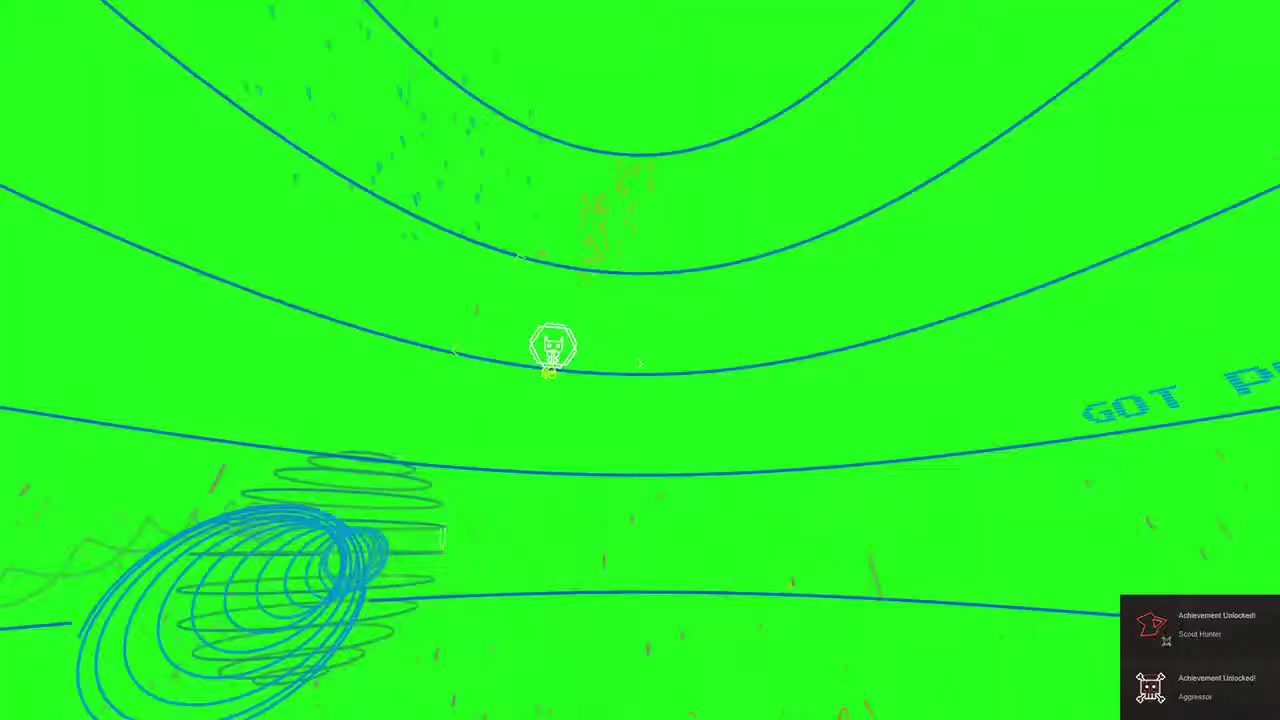 GOT
Achievement Unlocked!
Scout Hunter
Achievement Unlocked!
Aggressor